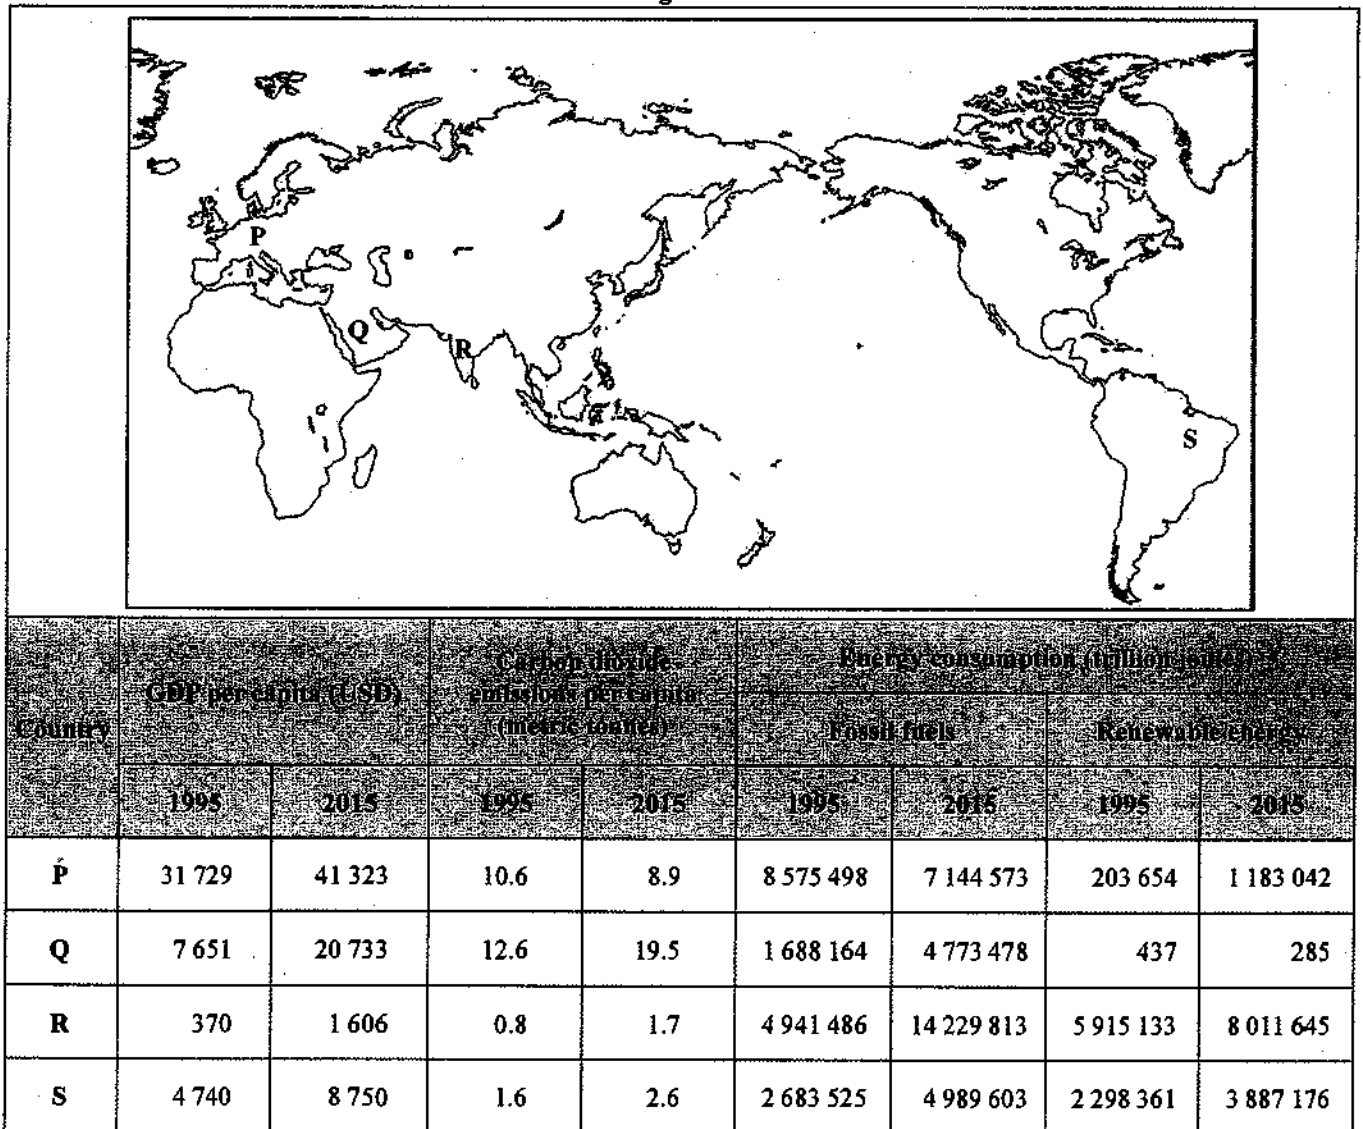 P
Q
R
S
Country
GDP per capita (USD)
Carbon dioxide emissions per capita (metric tonnes)
Energy consumption (trillion joules)
Fossil fuels
Renewable energy
1995 2015 1995 2015 1995 2015 1995 2015
P 31 729 41 323 10.6 8.9 8 575 498 7 144 573 203 654 1 183 042
Q 7 651 20 733 12.6 19.5 1 688 164 4 773 478 437 285
R 370 1 606 0.8 1.7 4 941 486 14 229 813 5 915 133 8 011 645
S 4 740 8 750 1.6 2.6 2 683 525 4 989 603 2 298 361 3 887 176